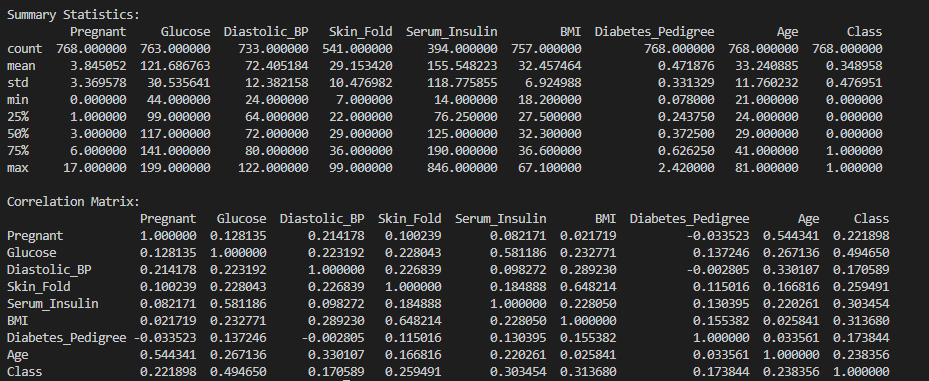 Summary Statistics:
Pregnant Glucose Diastolic_BP Skin_Fold Serum_Insulin BMI Diabetes_Pedigree Age Class
count 768.000000 763.000000 733.000000 541.000000 394.000000 757.000000 768.000000 768.000000 768.000000
mean 3.845052 121.686763 72.405184 29.153420 155.548223 32.457464 0.471876 33.240885 0.348958
std 3.369578 30.535641 12.382158 10.476982 118.775855 6.924988 0.331329 11.760232 0.476951
min 0.000000 44.000000 24.000000 7.000000 14.000000 18.200000 0.078000 21.000000 0.000000
25% 1.000000 99.000000 64.000000 22.000000 76.250000 27.500000 0.243750 24.000000 0.000000
50% 3.000000 117.000000 72.000000 29.000000 125.000000 32.300000 0.372500 29.000000 0.000000
75% 6.000000 141.000000 80.000000 36.000000 190.000000 36.600000 0.626250 41.000000 1.000000
max 17.000000 199.000000 122.000000 99.000000 846.000000 67.100000 2.420000 81.000000 1.000000
Correlation Matrix:
Pregnant Glucose Diastolic_BP Skin_Fold Serum_Insulin BMI Diabetes_Pedigree Age Class
Pregnant 1.000000 0.128135 0.214178 0.100239 0.082171 0.021719 -0.033523 0.544341 0.221898
Glucose 0.128135 1.000000 0.223192 0.228043 0.581186 0.232771 0.137246 0.267136 0.494650
Diastolic_BP 0.214178 0.223192 1.000000 0.226839 0.098272 0.289230 -0.002805 0.330107 0.170589
Skin_Fold 0.100239 0.228043 0.226839 1.000000 0.184888 0.648214 0.115016 0.166816 0.259491
Serum_Insulin 0.082171 0.581186 0.098272 0.184888 1.000000 0.228050 0.130395 0.220261 0.303454
BMI 0.021719 0.232771 0.289230 0.648214 0.228050 1.000000 0.155382 0.025841 0.313680
Diabetes_Pedigree -0.033523 0.137246 -0.002805 0.115016 0.130395 0.155382 1.000000 0.033561 0.173844
Age 0.544341 0.267136 0.330107 0.166816 0.220261 0.025841 0.033561 1.000000 0.238356
Class 0.221898 0.494650 0.170589 0.259491 0.303454 0.313680 0.173844 0.238356 1.000000